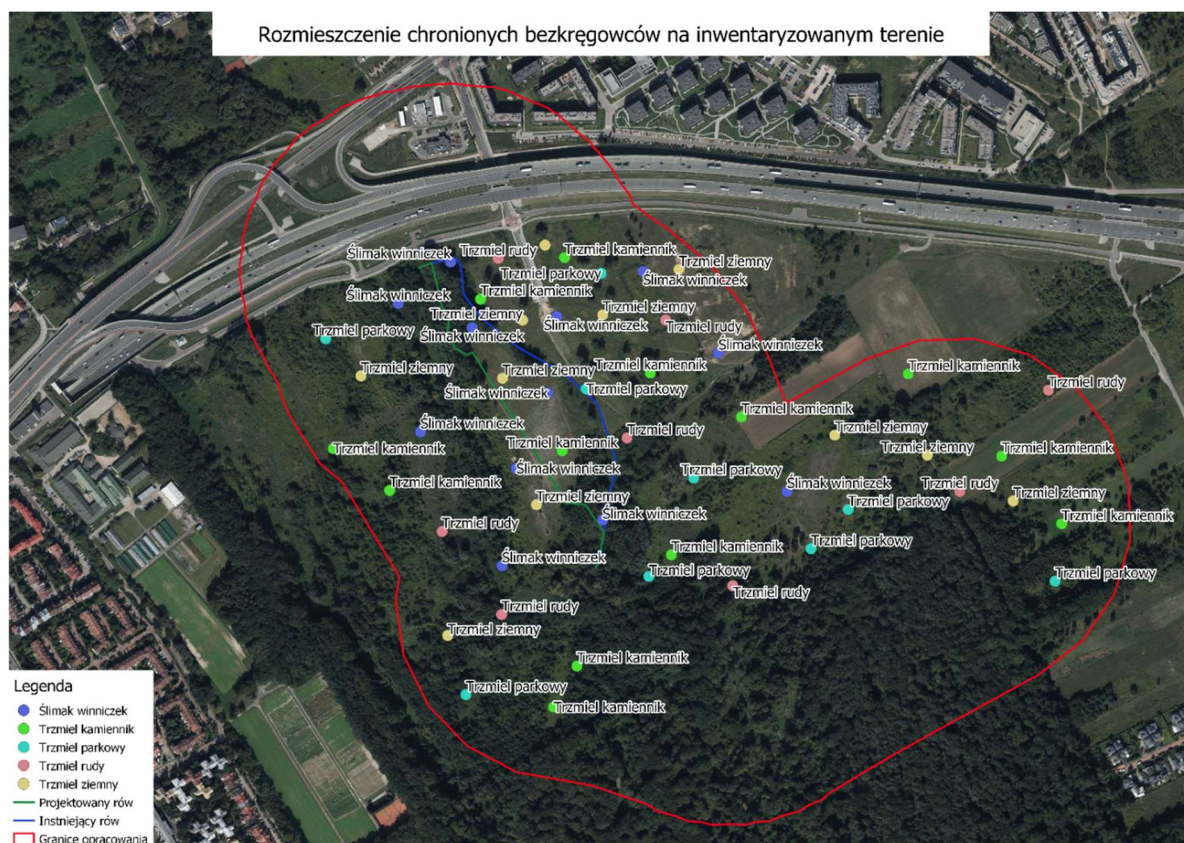 Rozmieszczenie chronionych bezkręgowców na inwentaryzowanym terenie
Ślimak winniczek
Trzmiel rudy
Trzmiel kamiennik
Trzmiel ziemny
Trzmiel parkowy
Ślimak winniczek
Ślimak winniczek
Trzmiel kamiennik
Trzmiel ziemny
Trzmiel ziemny
Trzmiel parkowy
Ślimak winniczek
Ślimak winniczek
Trzmiel rudy
Ślimak winniczek
Trzmiel ziemny
Trzmiel ziemny
Trzmiel kamiennik
Trzmiel kamiennik
Trzmiel rudy
Ślimak winniczek
Trzmiel parkowy
Trzmiel kamiennik
Ślimak winniczek
Trzmiel ziemny
Trzmiel rudy
Trzmiel kamiennik
Trzmiel kamiennik
Trzmiel ziemny
Trzmiel kamiennik
Ślimak winniczek
Trzmiel parkowy
Trzmiel kamiennik
Ślimak winniczek
Trzmiel rudy
Trzmiel ziemny
Trzmiel ziemny
Trzmiel parkowy
Ślimak winniczek
Trzmiel kamiennik
Trzmiel rudy
Trzmiel kamiennik
Trzmiel parkowy
Ślimak winniczek
Trzmiel parkowy
Trzmiel parkowy
Trzmiel rudy
Trzmiel rudy
Trzmiel ziemny
Trzmiel kamiennik
Trzmiel parkowy
Trzmiel kamiennik
Legenda
Ślimak winniczek
Trzmiel kamiennik
Trzmiel parkowy
Trzmiel rudy
Trzmiel ziemny
Projektowany rów
Instniejący rów
Granice opracowania